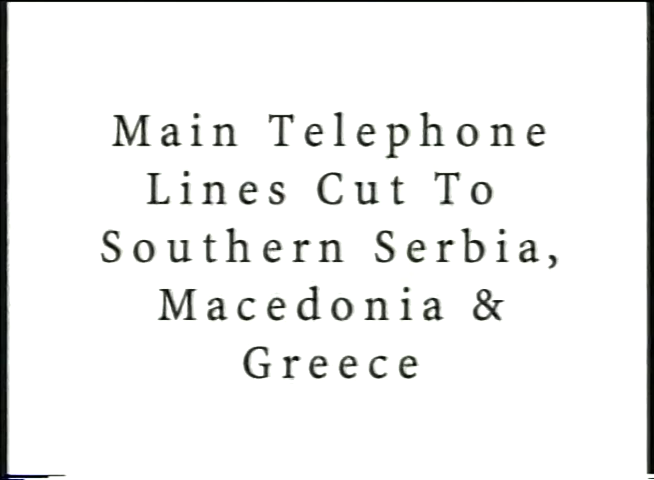 Main Telephone
Lines Cut To
Southern Serbia,
Macedonia &
Greece